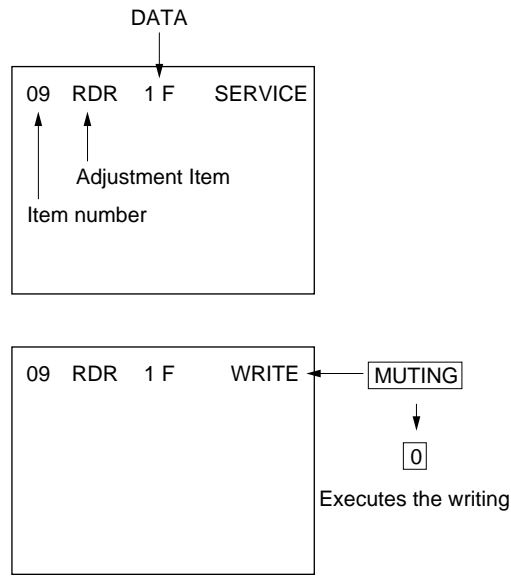 DATA
09 RDR 1 F SERVICE
Adjustment Item
Item number
09 RDR 1 F WRITE
MUTING
0
Executes the writing